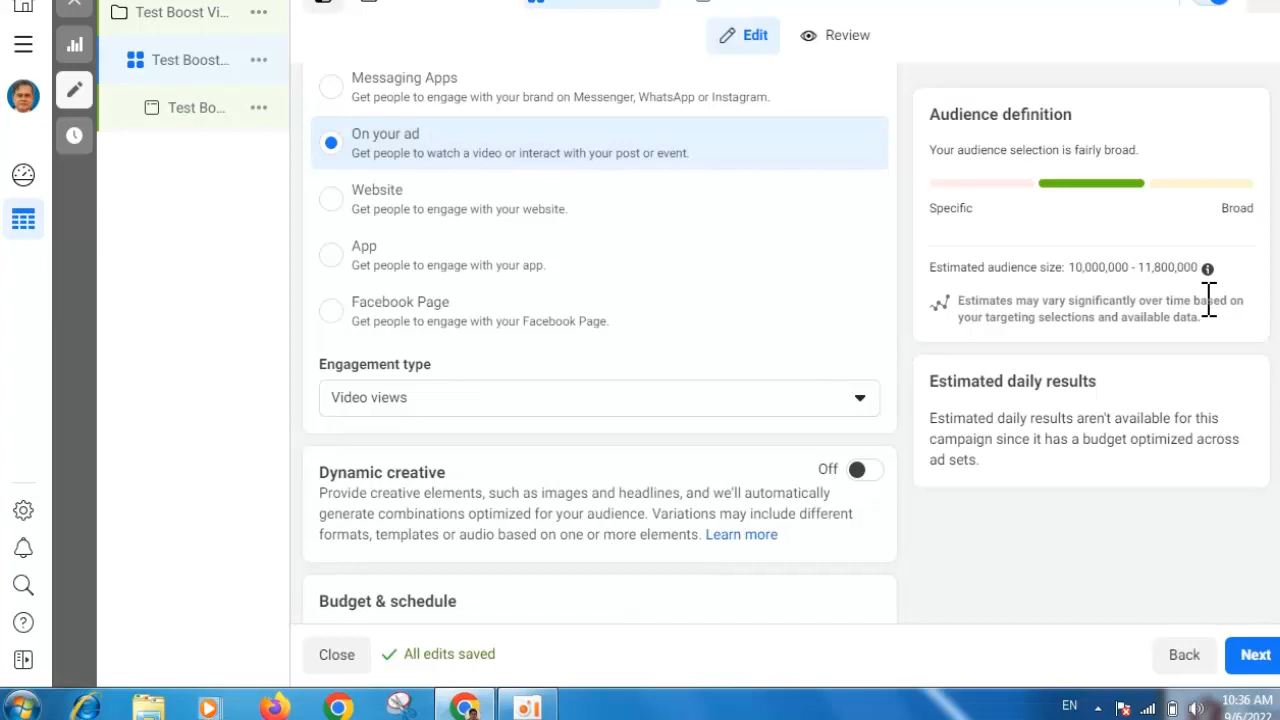 Test Boost Vi...
Edit
Review
Test Boost...
Messaging Apps
Get people to engage with your brand on Messenger, WhatsApp or Instagram.
Test Bo...
On your ad
Get people to watch a video or interact with your post or event.
Website
Get people to engage with your website.
App
Get people to engage with your app.
Facebook Page
Get people to engage with your Facebook Page.
Engagement type
Video views
Dynamic creative
Off
Provide creative elements, such as images and headlines, and we'll automatically
generate combinations optimized for your audience. Variations may include different
formats, templates or audio based on one or more elements. Learn more
Budget & schedule
Audience definition
Your audience selection is fairly broad.
Specific
Broad
Estimated audience size: 10,000,000 - 11,800,000
Estimates may vary significantly over time based on
your targeting selections and available data.
Estimated daily results
Estimated daily results aren't available for this
campaign since it has a budget optimized across
ad sets.
Close
All edits saved
Back
Next
EN
10:36 AM
9/6/2022